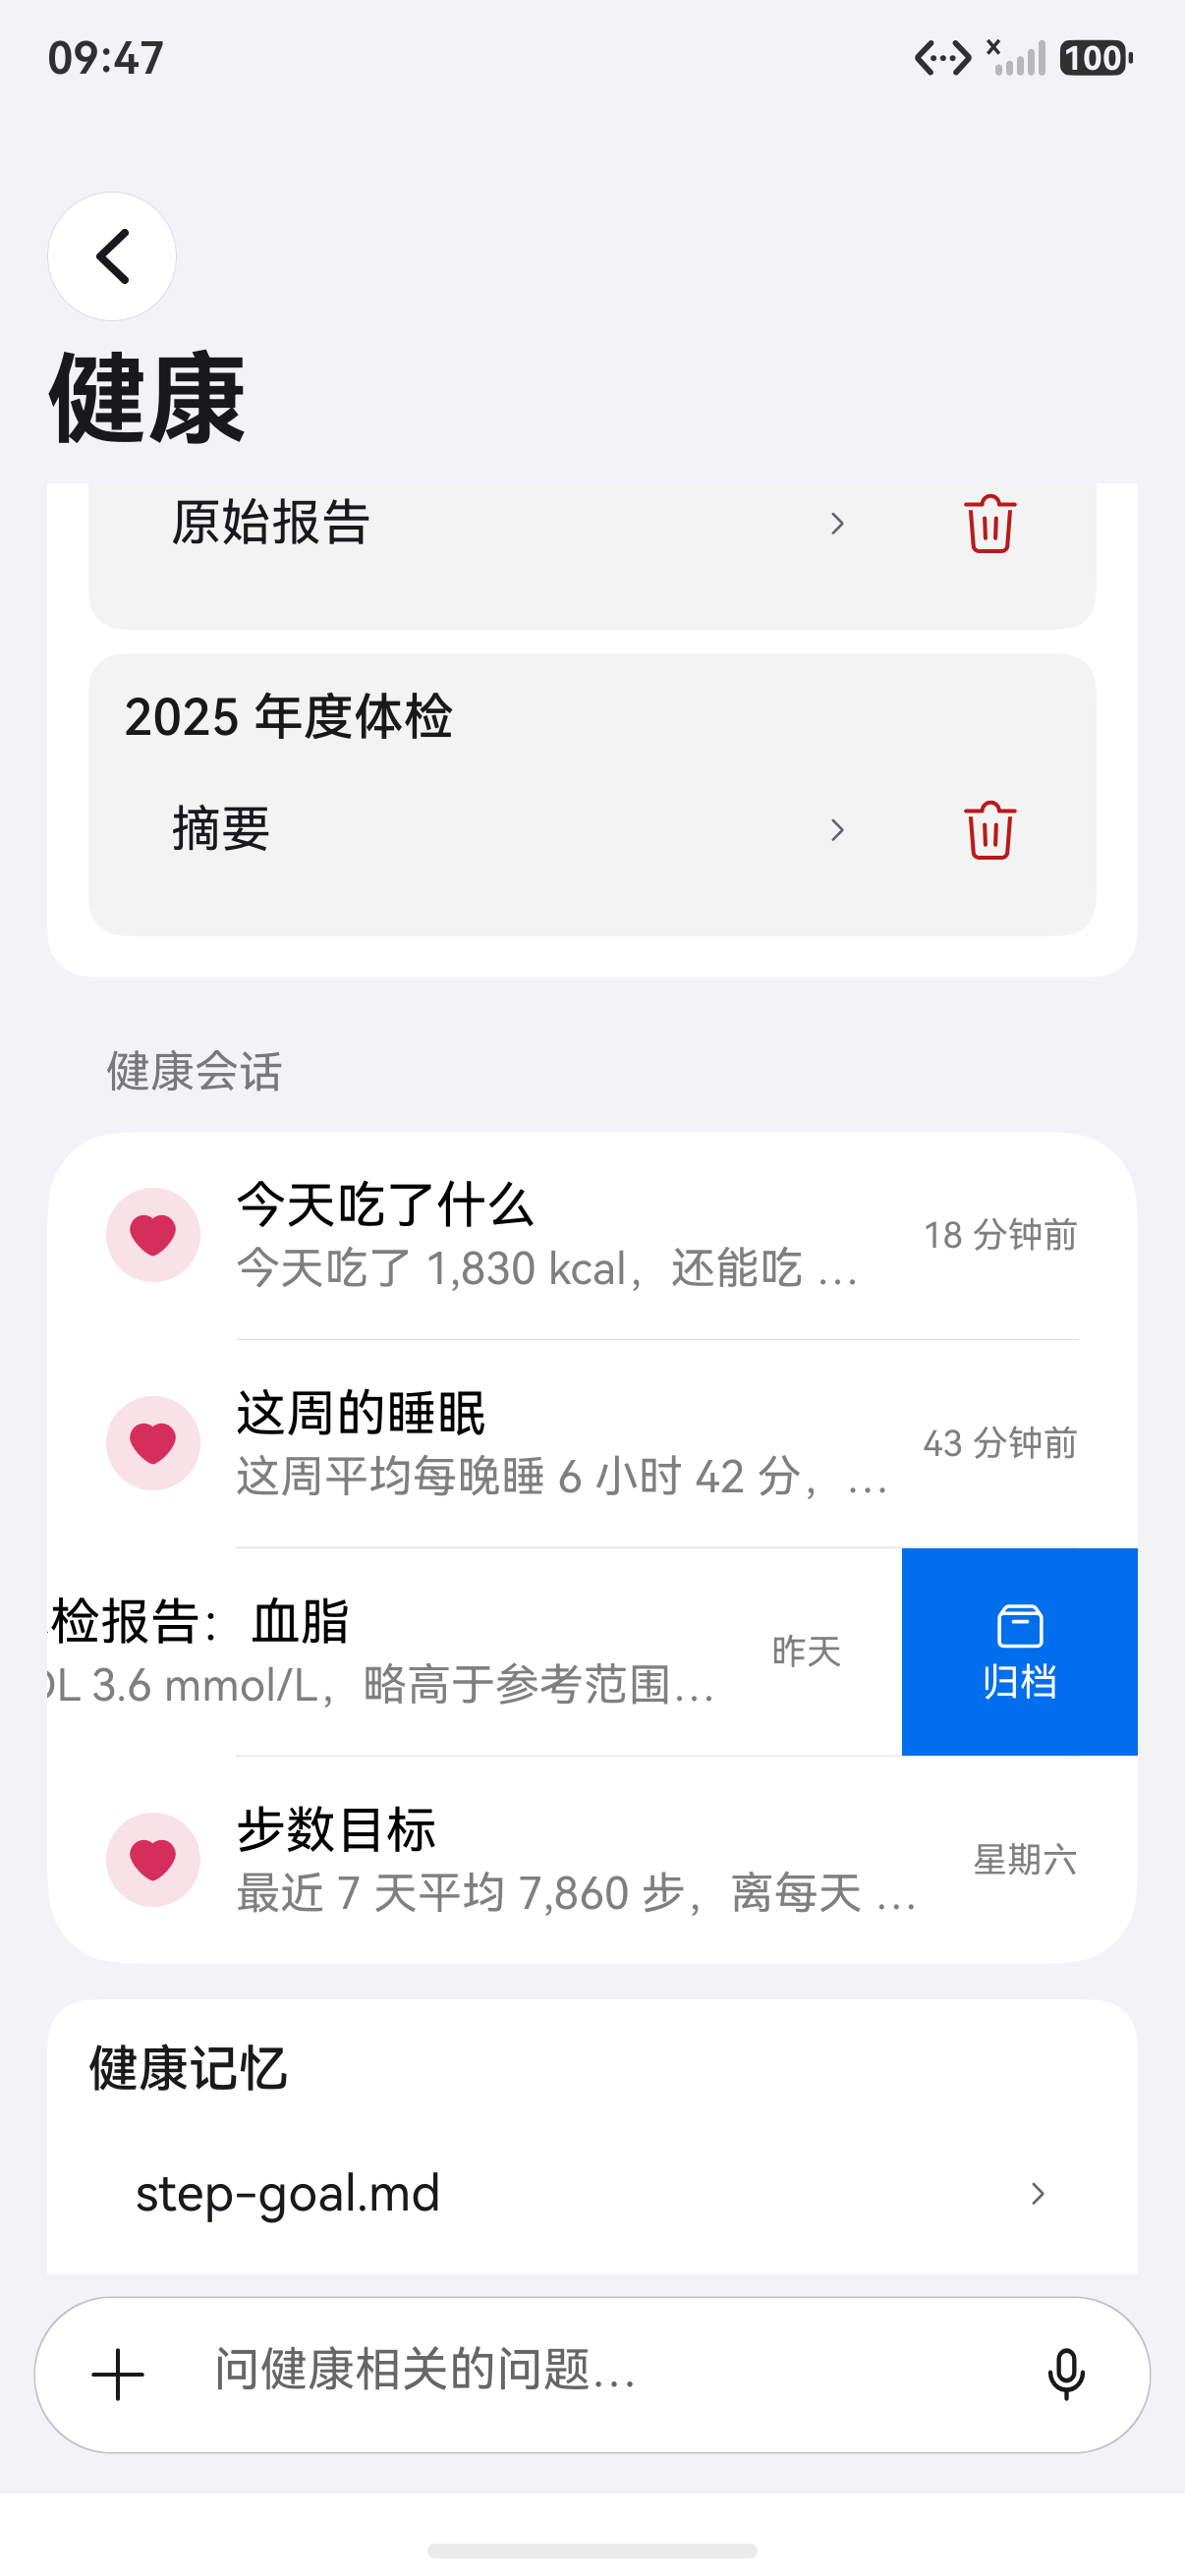 09:47
100
健康
原始报告
2025 年度体检
摘要
健康会话
今天吃了什么
18 分钟前
今天吃了 1,830 kcal，还能吃 …
这周的睡眠
43 分钟前
这周平均每晚睡 6 小时 42 分，…
检报告：血脂
昨天
DL 3.6 mmol/L，略高于参考范围…
归档
步数目标
星期六
最近 7 天平均 7,860 步，离每天 …
健康记忆
step-goal.md
问健康相关的问题…